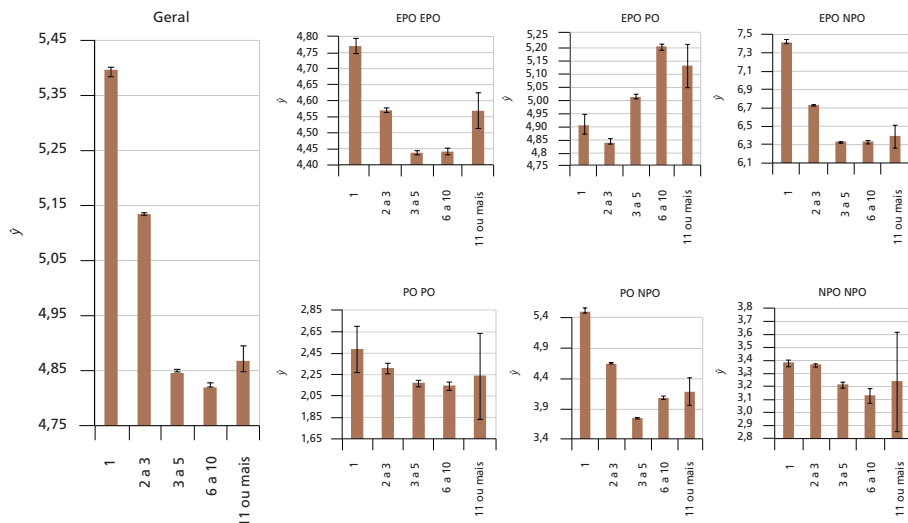 Geral
5,45
5,35
5,25
5,15
5,05
4,95
4,85
4,75
ŷ
1
2 a 3
3 a 5
6 a 10
11 ou mais
EPO EPO
4,80
4,75
4,70
4,65
4,60
4,55
4,50
4,45
4,40
ŷ
1
2 a 3
3 a 5
6 a 10
11 ou mais
EPO PO
5,20
5,20
5,15
5,10
5,05
5,00
4,95
4,90
4,85
4,80
4,75
ŷ
1
2 a 3
3 a 5
6 a 10
11 ou mais
EPO NPO
7,5
7,3
7,1
6,9
6,7
6,5
6,3
6,1
ŷ
1
2 a 3
3 a 5
6 a 10
11 ou mais
PO PO
2,85
2,65
2,45
2,25
2,05
1,85
1,65
ŷ
1
2 a 3
3 a 5
6 a 10
11 ou mais
PO NPO
5,4
4,9
4,4
3,9
3,4
ŷ
1
2 a 3
3 a 5
6 a 10
11 ou mais
NPO NPO
3,8
3,7
3,6
3,5
3,4
3,3
3,2
3,1
3,0
2,9
2,8
ŷ
1
2 a 3
3 a 5
6 a 10
11 ou mais